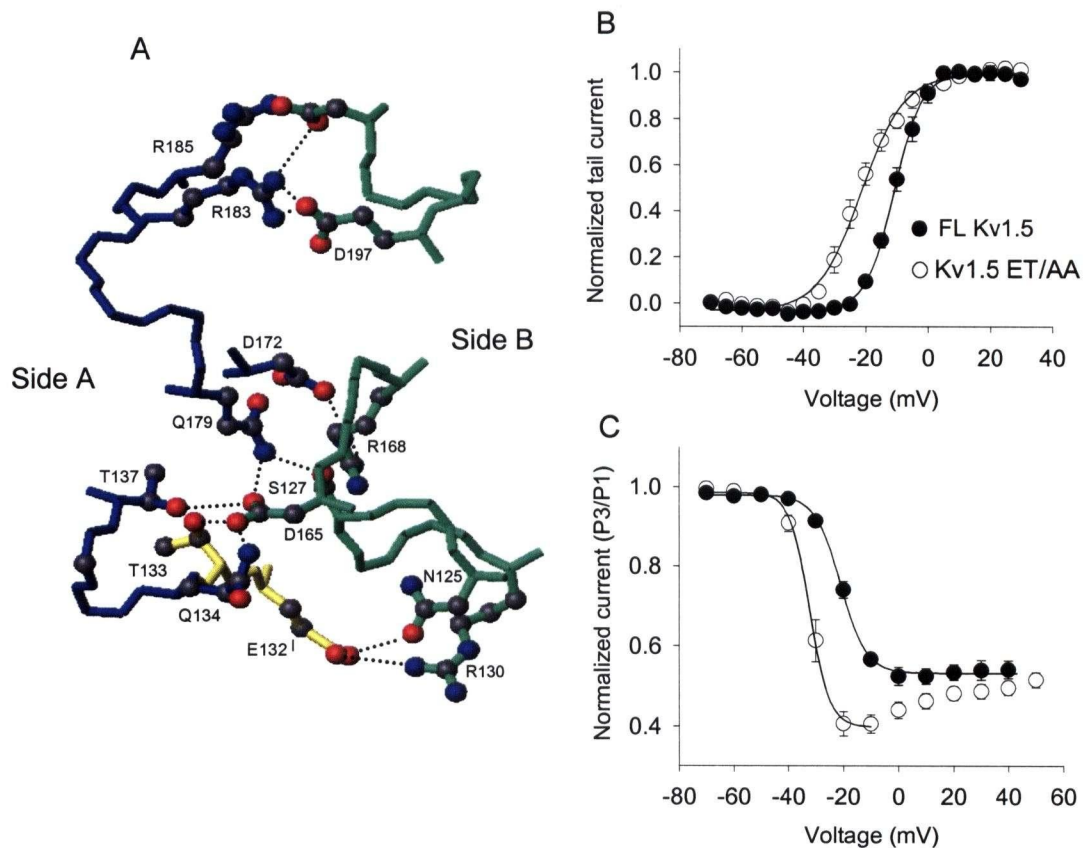 A
R185
R183
D197
Side A
Side B
D172
Q179
R168
T137
S127
D165
T133
Q134
N125
E132
R130
B
Normalized tail current
1.0
0.8
0.6
0.4
0.2
0.0
FL Kv1.5
Kv1.5 ET/AA
-80 -60 -40 -20 0 20 40
Voltage (mV)
C
Normalized current (P3/P1)
1.0
0.8
0.6
0.4
-80 -60 -40 -20 0 20 40 60
Voltage (mV)